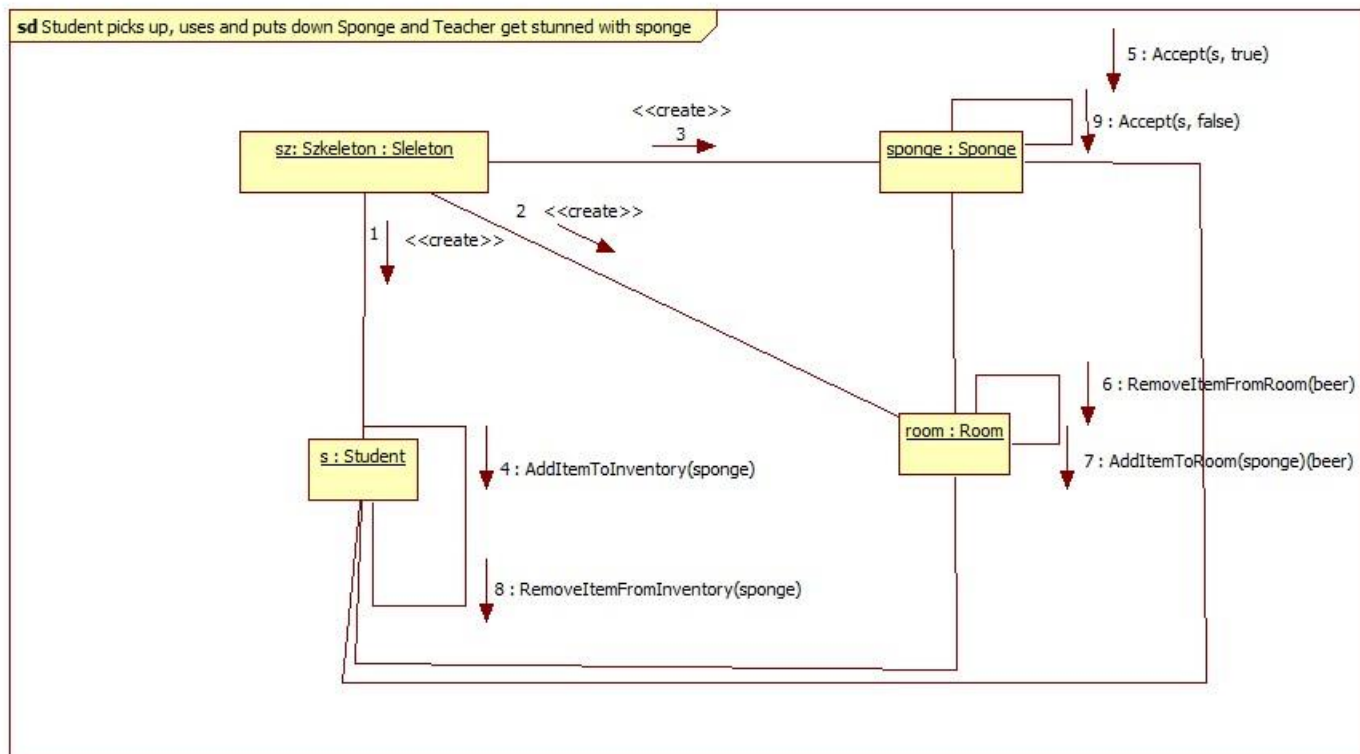 sd Student picks up, uses and puts down Sponge and Teacher get stunned with sponge
5 : Accept(s, true)
<<create>>
3
9 : Accept(s, false)
sz: Szkeleton : Sleleton
sponge : Sponge
2 <<create>>
1 <<create>>
6 : RemoveItemFromRoom(beer)
room : Room
s : Student
4 : AddItemToInventory(sponge)
7 : AddItemToRoom(sponge)(beer)
8 : RemoveItemFromInventory(sponge)